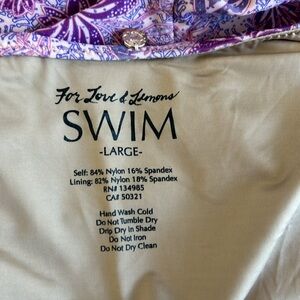 For Love & Lemons
SWIM
-LARGE-
Self: 84% Nylon 16% Spandex
Lining: 82% Nylon 18% Spandex
RN# 134985
CA# 50321
Hand Wash Cold
Do Not Tumble Dry
Drip Dry in Shade
Do Not Iron
Do Not Dry Clean